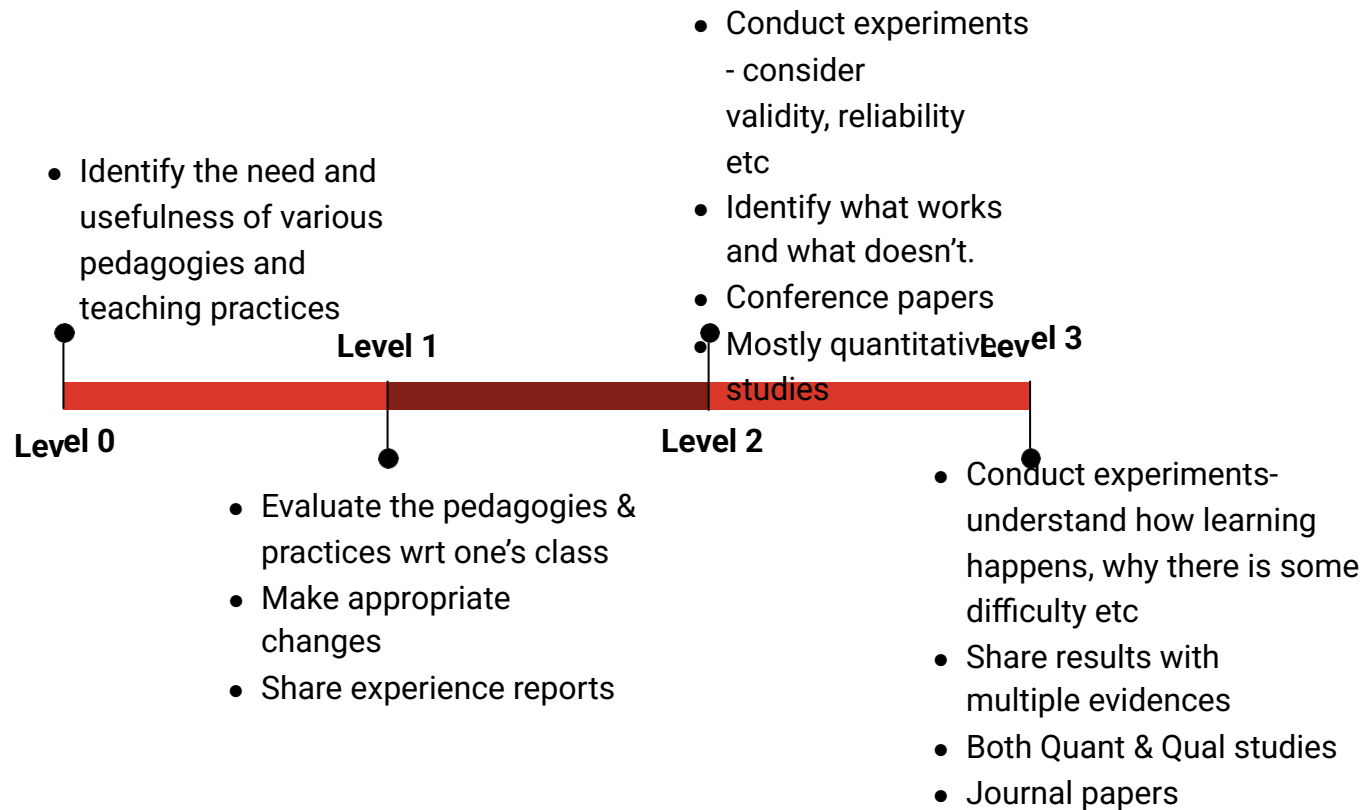 • Identify the need and
usefulness of various
pedagogies and
teaching practices
Level 0
Level 1
• Evaluate the pedagogies &
practices wrt one’s class
• Make appropriate
changes
• Share experience reports
• Conduct experiments
- consider
validity, reliability
etc
• Identify what works
and what doesn’t.
• Conference papers
• Mostly quantitative
studies
Level 2
Level 3
• Conduct experiments-
understand how learning
happens, why there is some
difficulty etc
• Share results with
multiple evidences
• Both Quant & Qual studies
• Journal papers